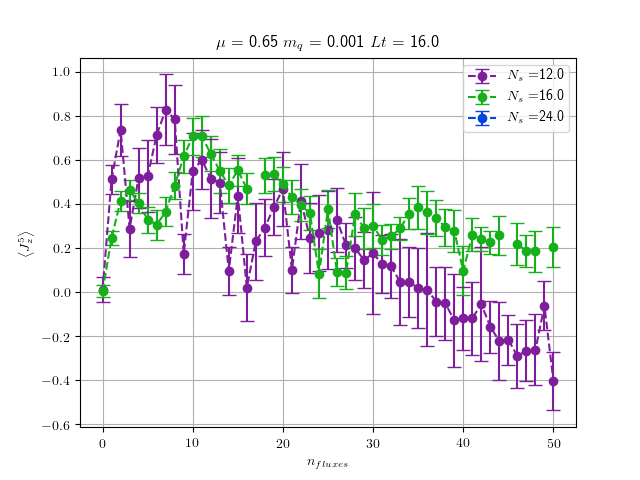 μ = 0.65 m_q = 0.001 Lt = 16.0
N_s =12.0
N_s =16.0
N_s =24.0
⟨J_z^5⟩
1.0
0.8
0.6
0.4
0.2
0.0
−0.2
−0.4
−0.6
0 10 20 30 40 50
n_{fluxes}